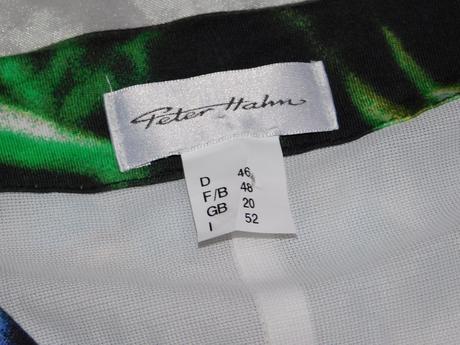 Peter Hahn
D 46
F/B 48
GB 20
I 52